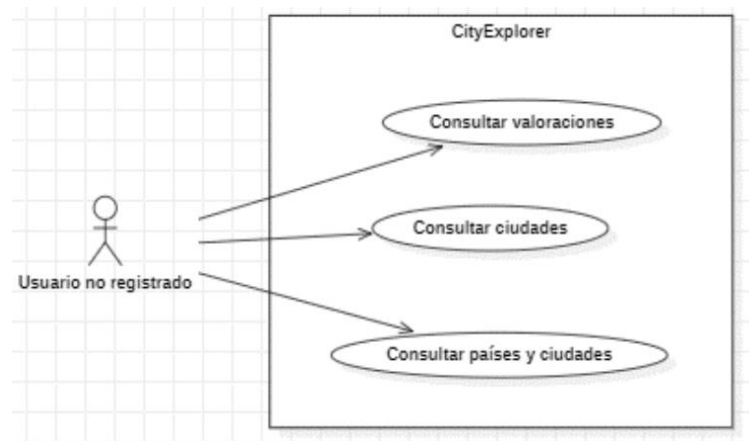 CityExplorer
Consultar valoraciones
Consultar ciudades
Usuario no registrado
Consultar países y ciudades